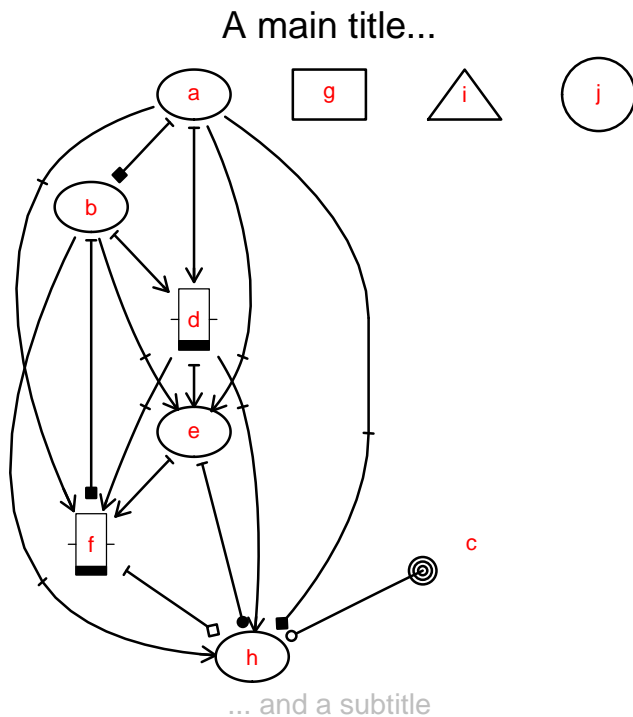 A main title...
a g i j
b
d
e
f c
h
... and a subtitle